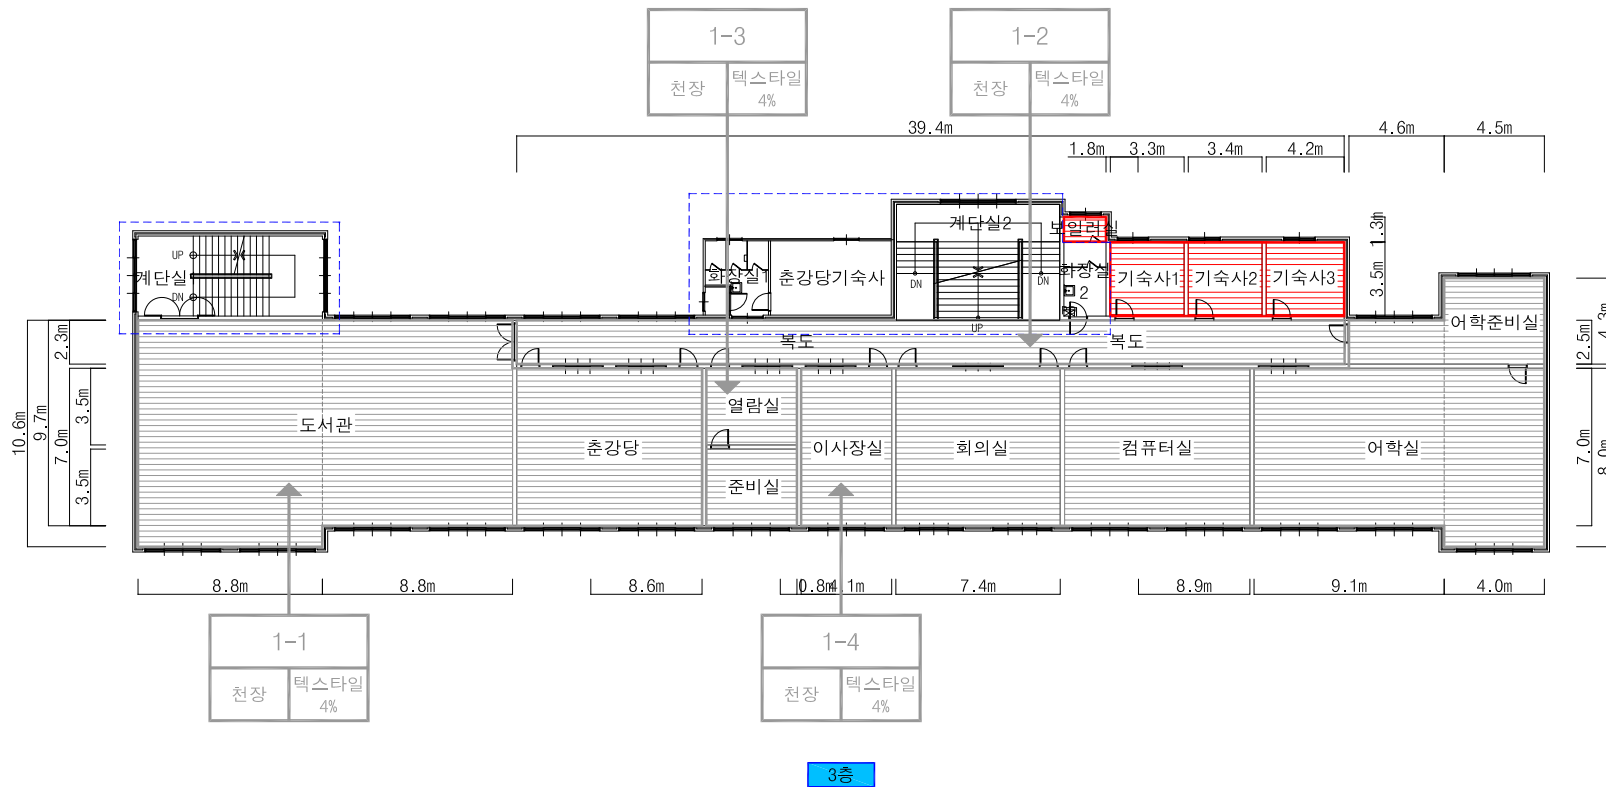 1-3
천장
텍스타일
4%
1-2
천장
텍스타일
4%
39.4m
4.6m
4.5m
1.8m
3.3m
3.4m
4.2m
계단실
UP
DN
화장실1
춘강당기숙사
계단실2
DN
DN
UP
보일러실
화장실
2
기숙사1
기숙사2
기숙사3
1.3m
3.5m
어학준비실
4.3m
2.5m
복도
복도
2.3m
10.6m
9.7m
7.0m
3.5m
3.5m
도서관
춘강당
열람실
준비실
이사장실
회의실
컴퓨터실
어학실
7.0m
8.0m
8.8m
8.8m
8.6m
0.8m
4.1m
7.4m
8.9m
9.1m
4.0m
1-1
천장
텍스타일
4%
1-4
천장
텍스타일
4%
3층